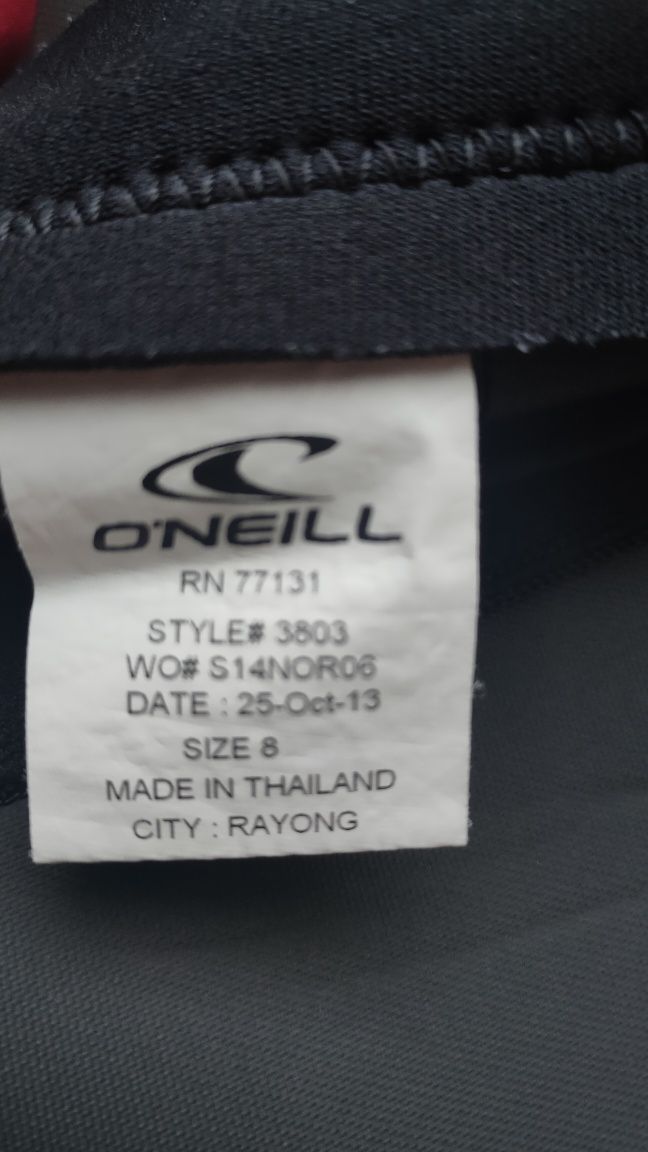 O'NEILL
RN 77131
STYLE# 3803
WO# S14NOR06
DATE : 25-Oct-13
SIZE 8
MADE IN THAILAND
CITY : RAYONG